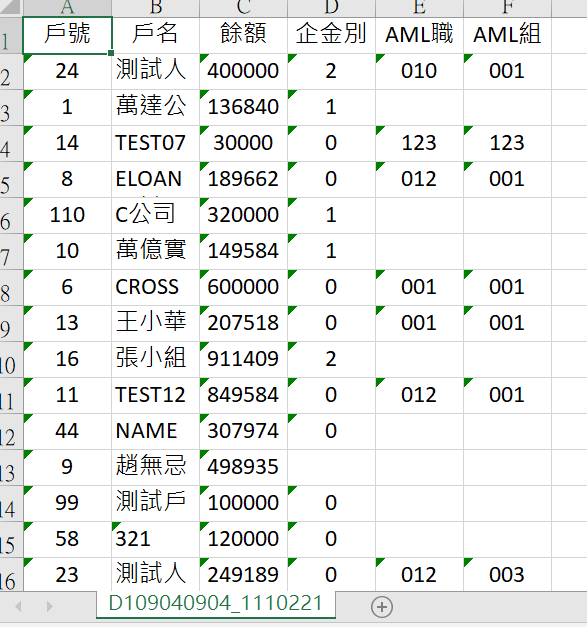 A B C D E F
1 戶號 戶名 餘額 企金別 AML職 AML組
2 24 測試人 400000 2 010 001
3 1 萬達公 136840 1
4 14 TEST07 30000 0 123 123
5 8 ELOAN 189662 0 012 001
6 110 C公司 320000 1
7 10 萬億實 149584 1
8 6 CROSS 600000 0 001 001
9 13 王小華 207518 0 001 001
10 16 張小組 911409 2
11 11 TEST12 849584 0 012 001
12 44 NAME 307974 0
13 9 趙無忌 498935
14 99 測試戶 100000 0
15 58 321 120000 0
16 23 測試人 249189 0 012 003
D109040904_1110221